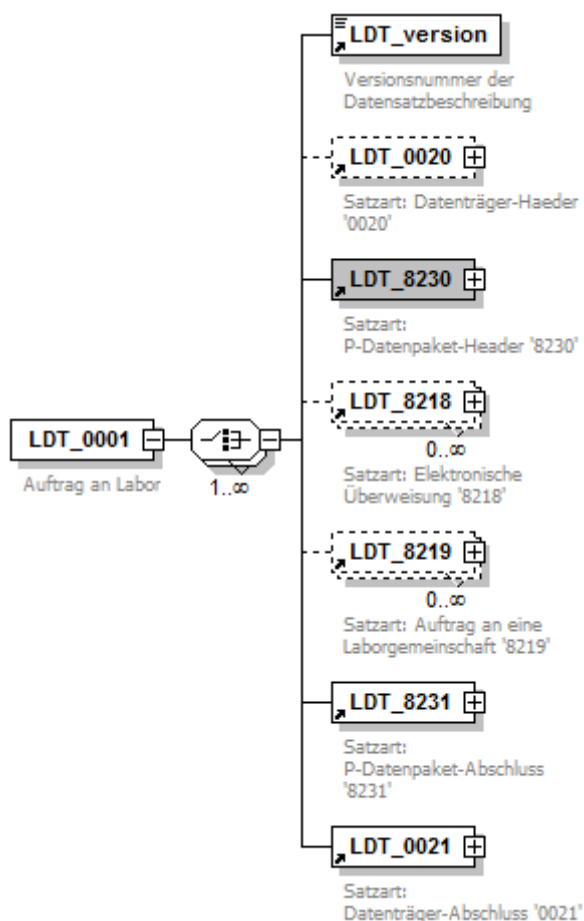 LDT_version
Versionsnummer der
Datensatzbeschreibung
LDT_0020
Satzart: Datenträger-Haeder
'0020'
LDT_8230
Satzart:
P-Datenpaket-Header '8230'
LDT_8218
0..∞
Satzart: Elektronische
Überweisung '8218'
LDT_0001
1..∞
Auftrag an Labor
LDT_8219
0..∞
Satzart: Auftrag an eine
Laborgemeinschaft '8219'
LDT_8231
Satzart:
P-Datenpaket-Abschluss
'8231'
LDT_0021
Satzart:
Datenträger-Abschluss '0021'